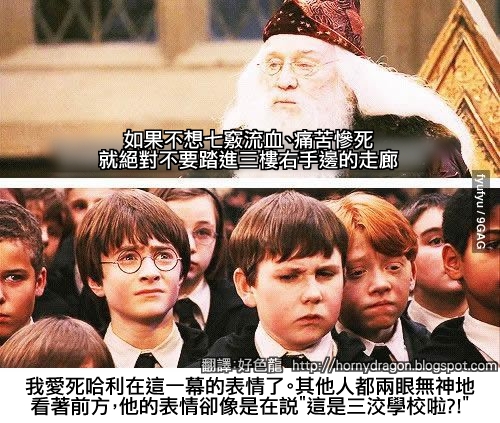 如果不想七竅流血、痛苦慘死
就絕對不要踏進三樓右手邊的走廊
fyufyu / 9GAG
翻譯：好色龍 http://hornydragon.blogspot.com
我愛死哈利在這一幕的表情了。其他人都兩眼無神地
看著前方，他的表情卻像是在説"這是三洨學校啦?!"